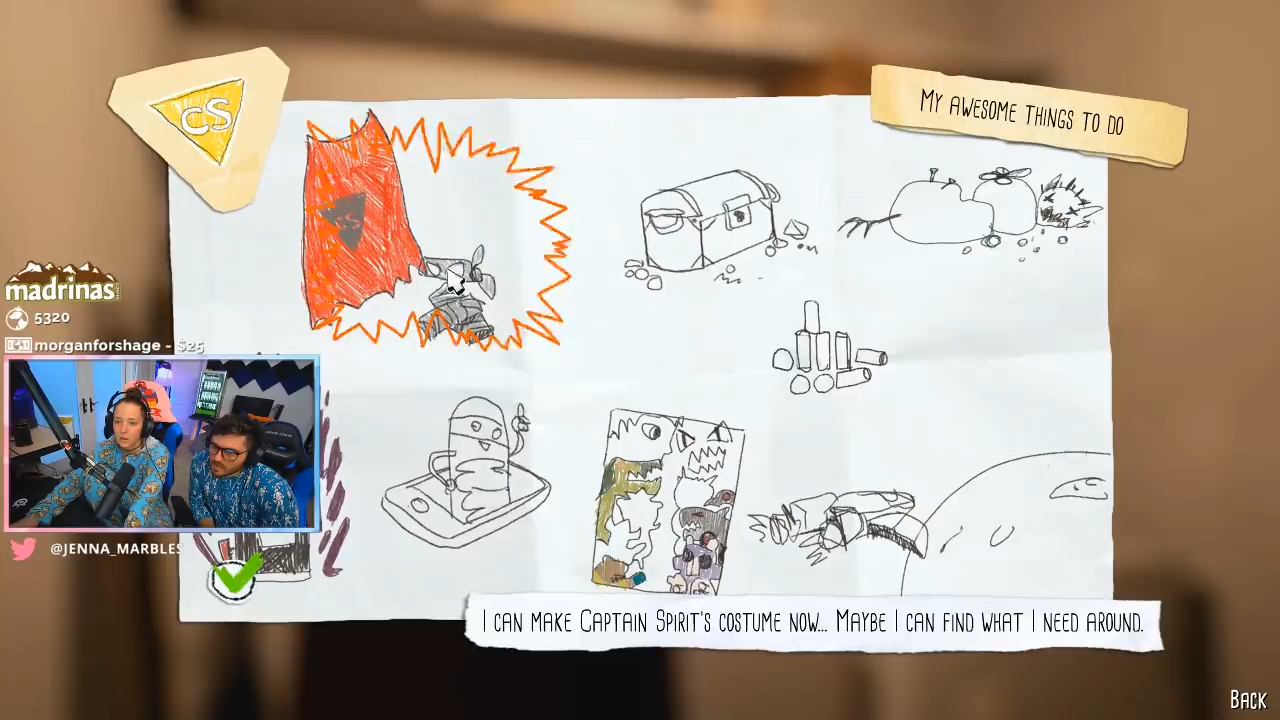 CS
MY AWESOME THINGS TO DO
CS
madrinas
5320
morganforshage - $25
@JENNA_MARBLES
I CAN MAKE CAPTAIN SPIRIT'S COSTUME NOW... MAYBE I CAN FIND WHAT I NEED AROUND.
BACK